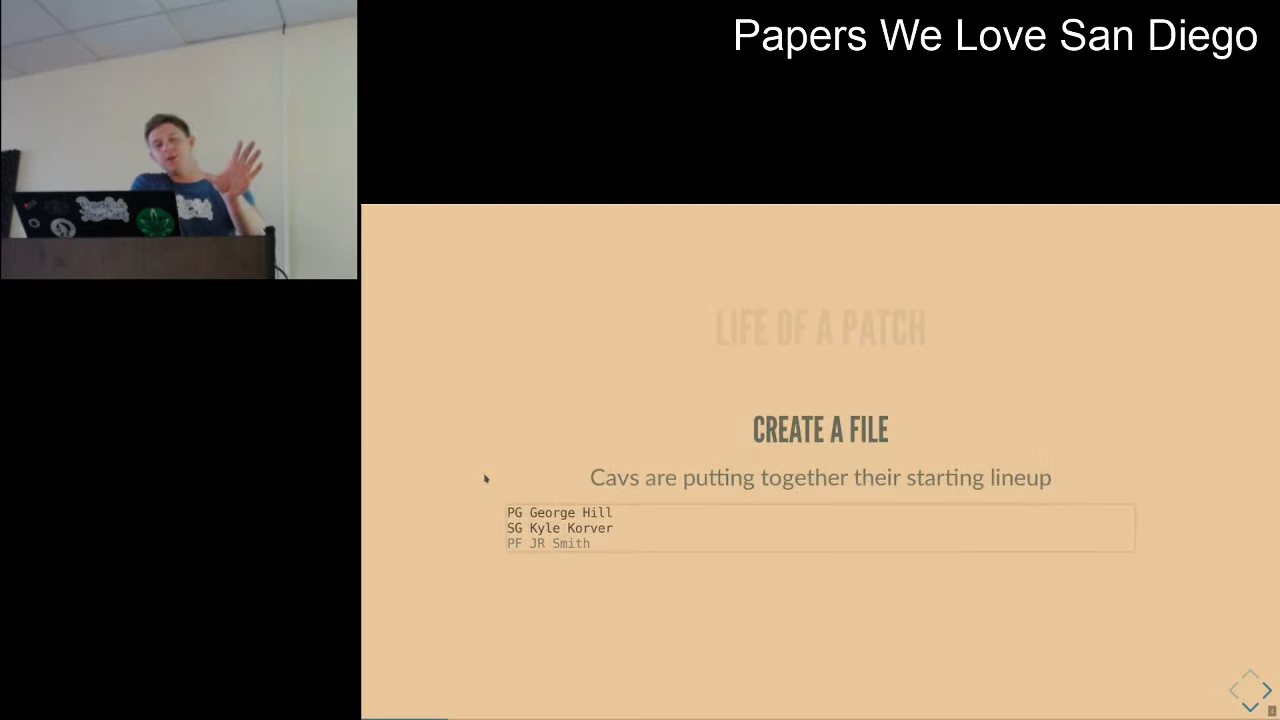 Papers We Love San Diego
LIFE OF A PATCH
CREATE A FILE
Cavs are putting together their starting lineup
PG George Hill
SG Kyle Korver
PF JR Smith